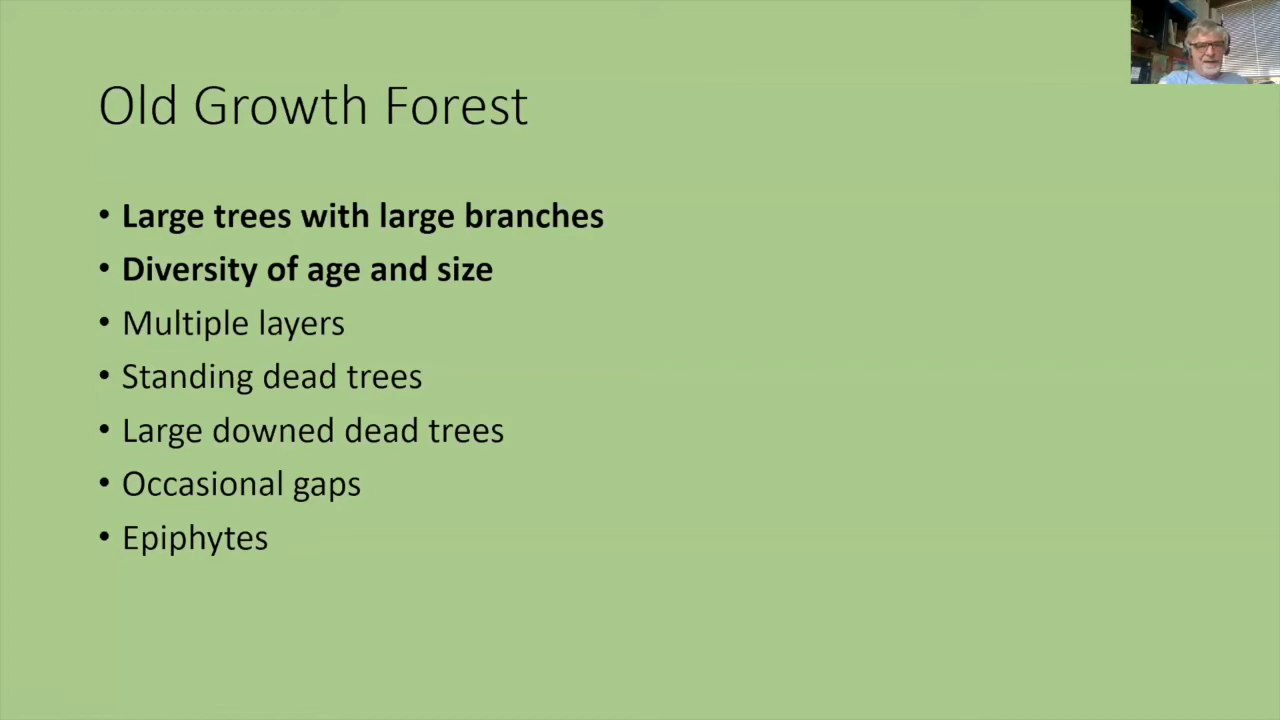 Old Growth Forest
• Large trees with large branches
• Diversity of age and size
• Multiple layers
• Standing dead trees
• Large downed dead trees
• Occasional gaps
• Epiphytes